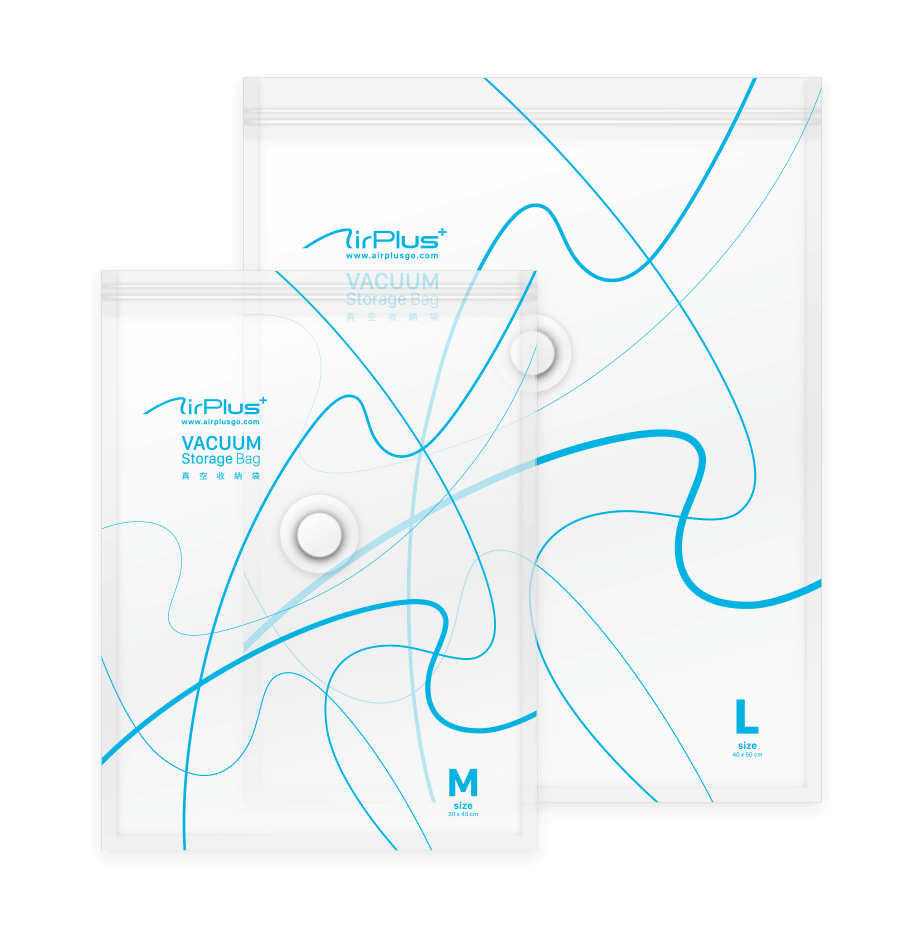 AirPlus+
www.airplusgo.com
VACUUM
Storage Bag
真空收納袋
L
size
40 x 50 cm
AirPlus+
www.airplusgo.com
VACUUM
Storage Bag
真空收納袋
M
size
30 x 40 cm